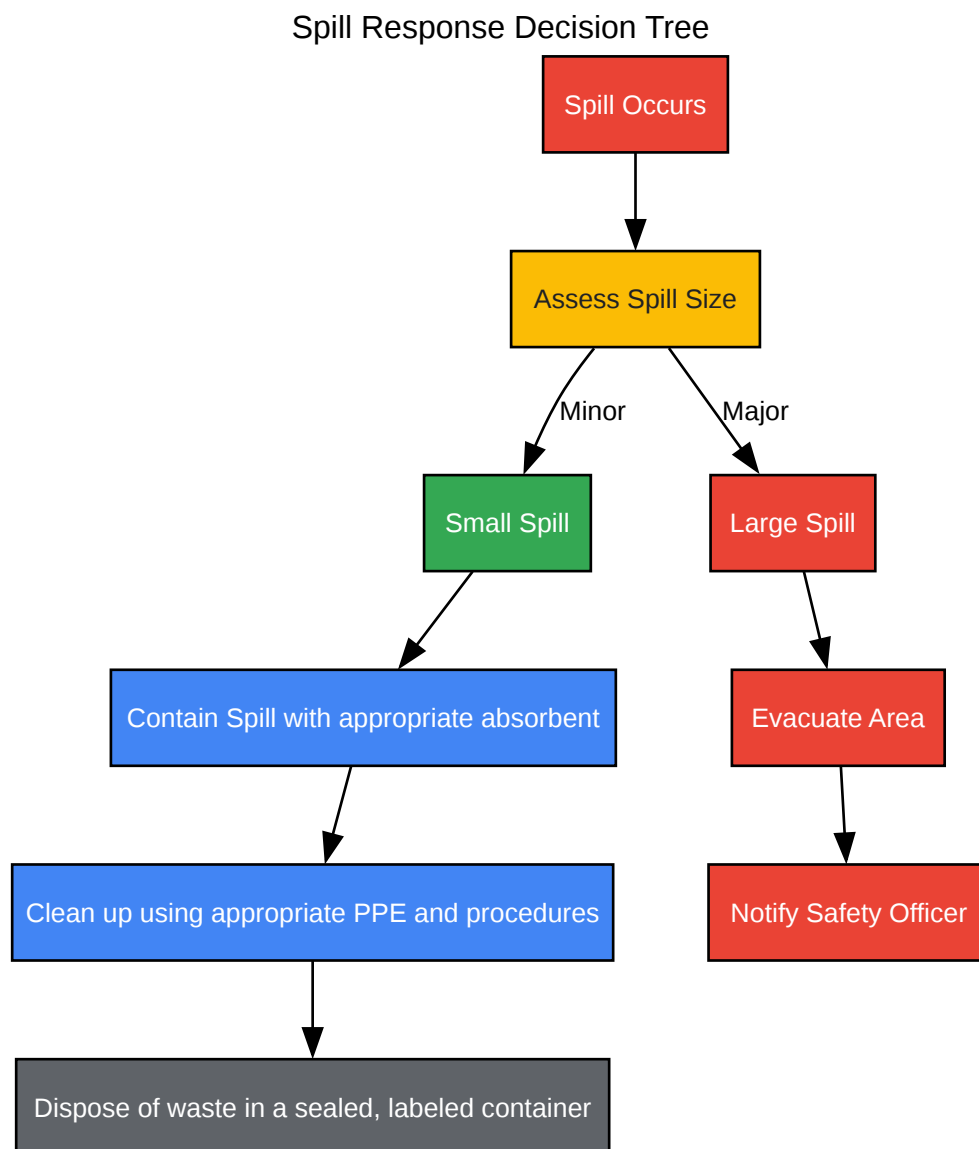 Spill Response Decision Tree
Spill Occurs
Assess Spill Size
Minor
Major
Small Spill
Large Spill
Contain Spill with appropriate absorbent
Evacuate Area
Clean up using appropriate PPE and procedures
Notify Safety Officer
Dispose of waste in a sealed, labeled container